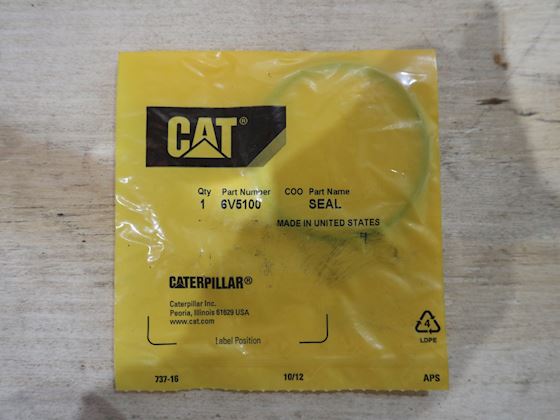 CAT®
Qty Part Number COO Part Name
1 6V5100 SEAL
MADE IN UNITED STATES
CATERPILLAR®
Caterpillar Inc.
Peoria, Illinois 61629 USA
www.cat.com
Label Position
4
LDPE
737-16 10/12 APS